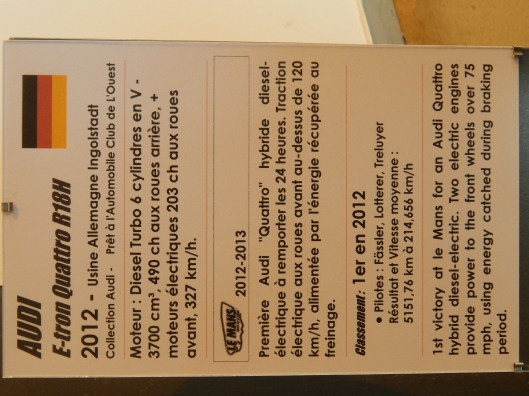 AUDI
E-tron Quattro R18H
2012 - Usine Allemagne Ingolstadt
Collection Audi - Prêt à l'Automobile Club de L'Ouest
Moteur : Diesel Turbo 6 cylindres en V -
3700 cm³, 490 ch aux roues arrière, +
moteurs électriques 203 ch aux roues
avant, 327 km/h.
LE MANS 2012-2013
Première Audi "Quattro" hybride diesel-
électrique à remporter les 24 heures. Traction
électrique aux roues avant au-dessus de 120
km/h, alimentée par l'énergie récupérée au
freinage.
Classement : 1er en 2012
• Pilotes : Fässler, Lotterer, Treluyer
Résultat et Vitesse moyenne :
5151,76 km à 214,656 km/h
1st victory at le Mans for an Audi Quattro
hybrid diesel-electric. Two electric engines
provide power to the front wheels over 75
mph, using energy catched during braking
period.